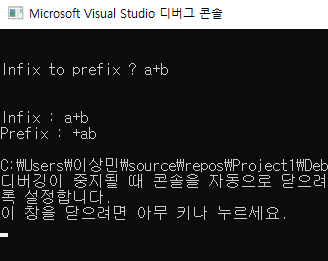 Microsoft Visual Studio 디버그 콘솔
Infix to prefix ? a+b
Infix : a+b
Prefix : +ab
C:₩Users₩이상민₩source₩repos₩Project1₩Deb
디버깅이 중지될 때 콘솔을 자동으로 닫으려
록 설정합니다.
이 창을 닫으려면 아무 키나 누르세요.